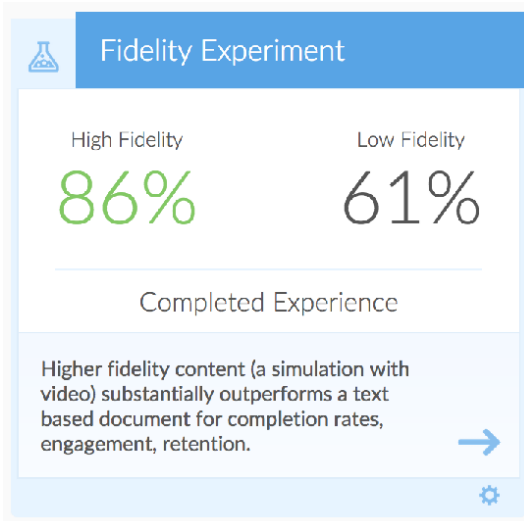 Fidelity Experiment
High Fidelity
Low Fidelity
86%
61%
Completed Experience
Higher fidelity content (a simulation with
video) substantially outperforms a text
based document for completion rates,
engagement, retention.